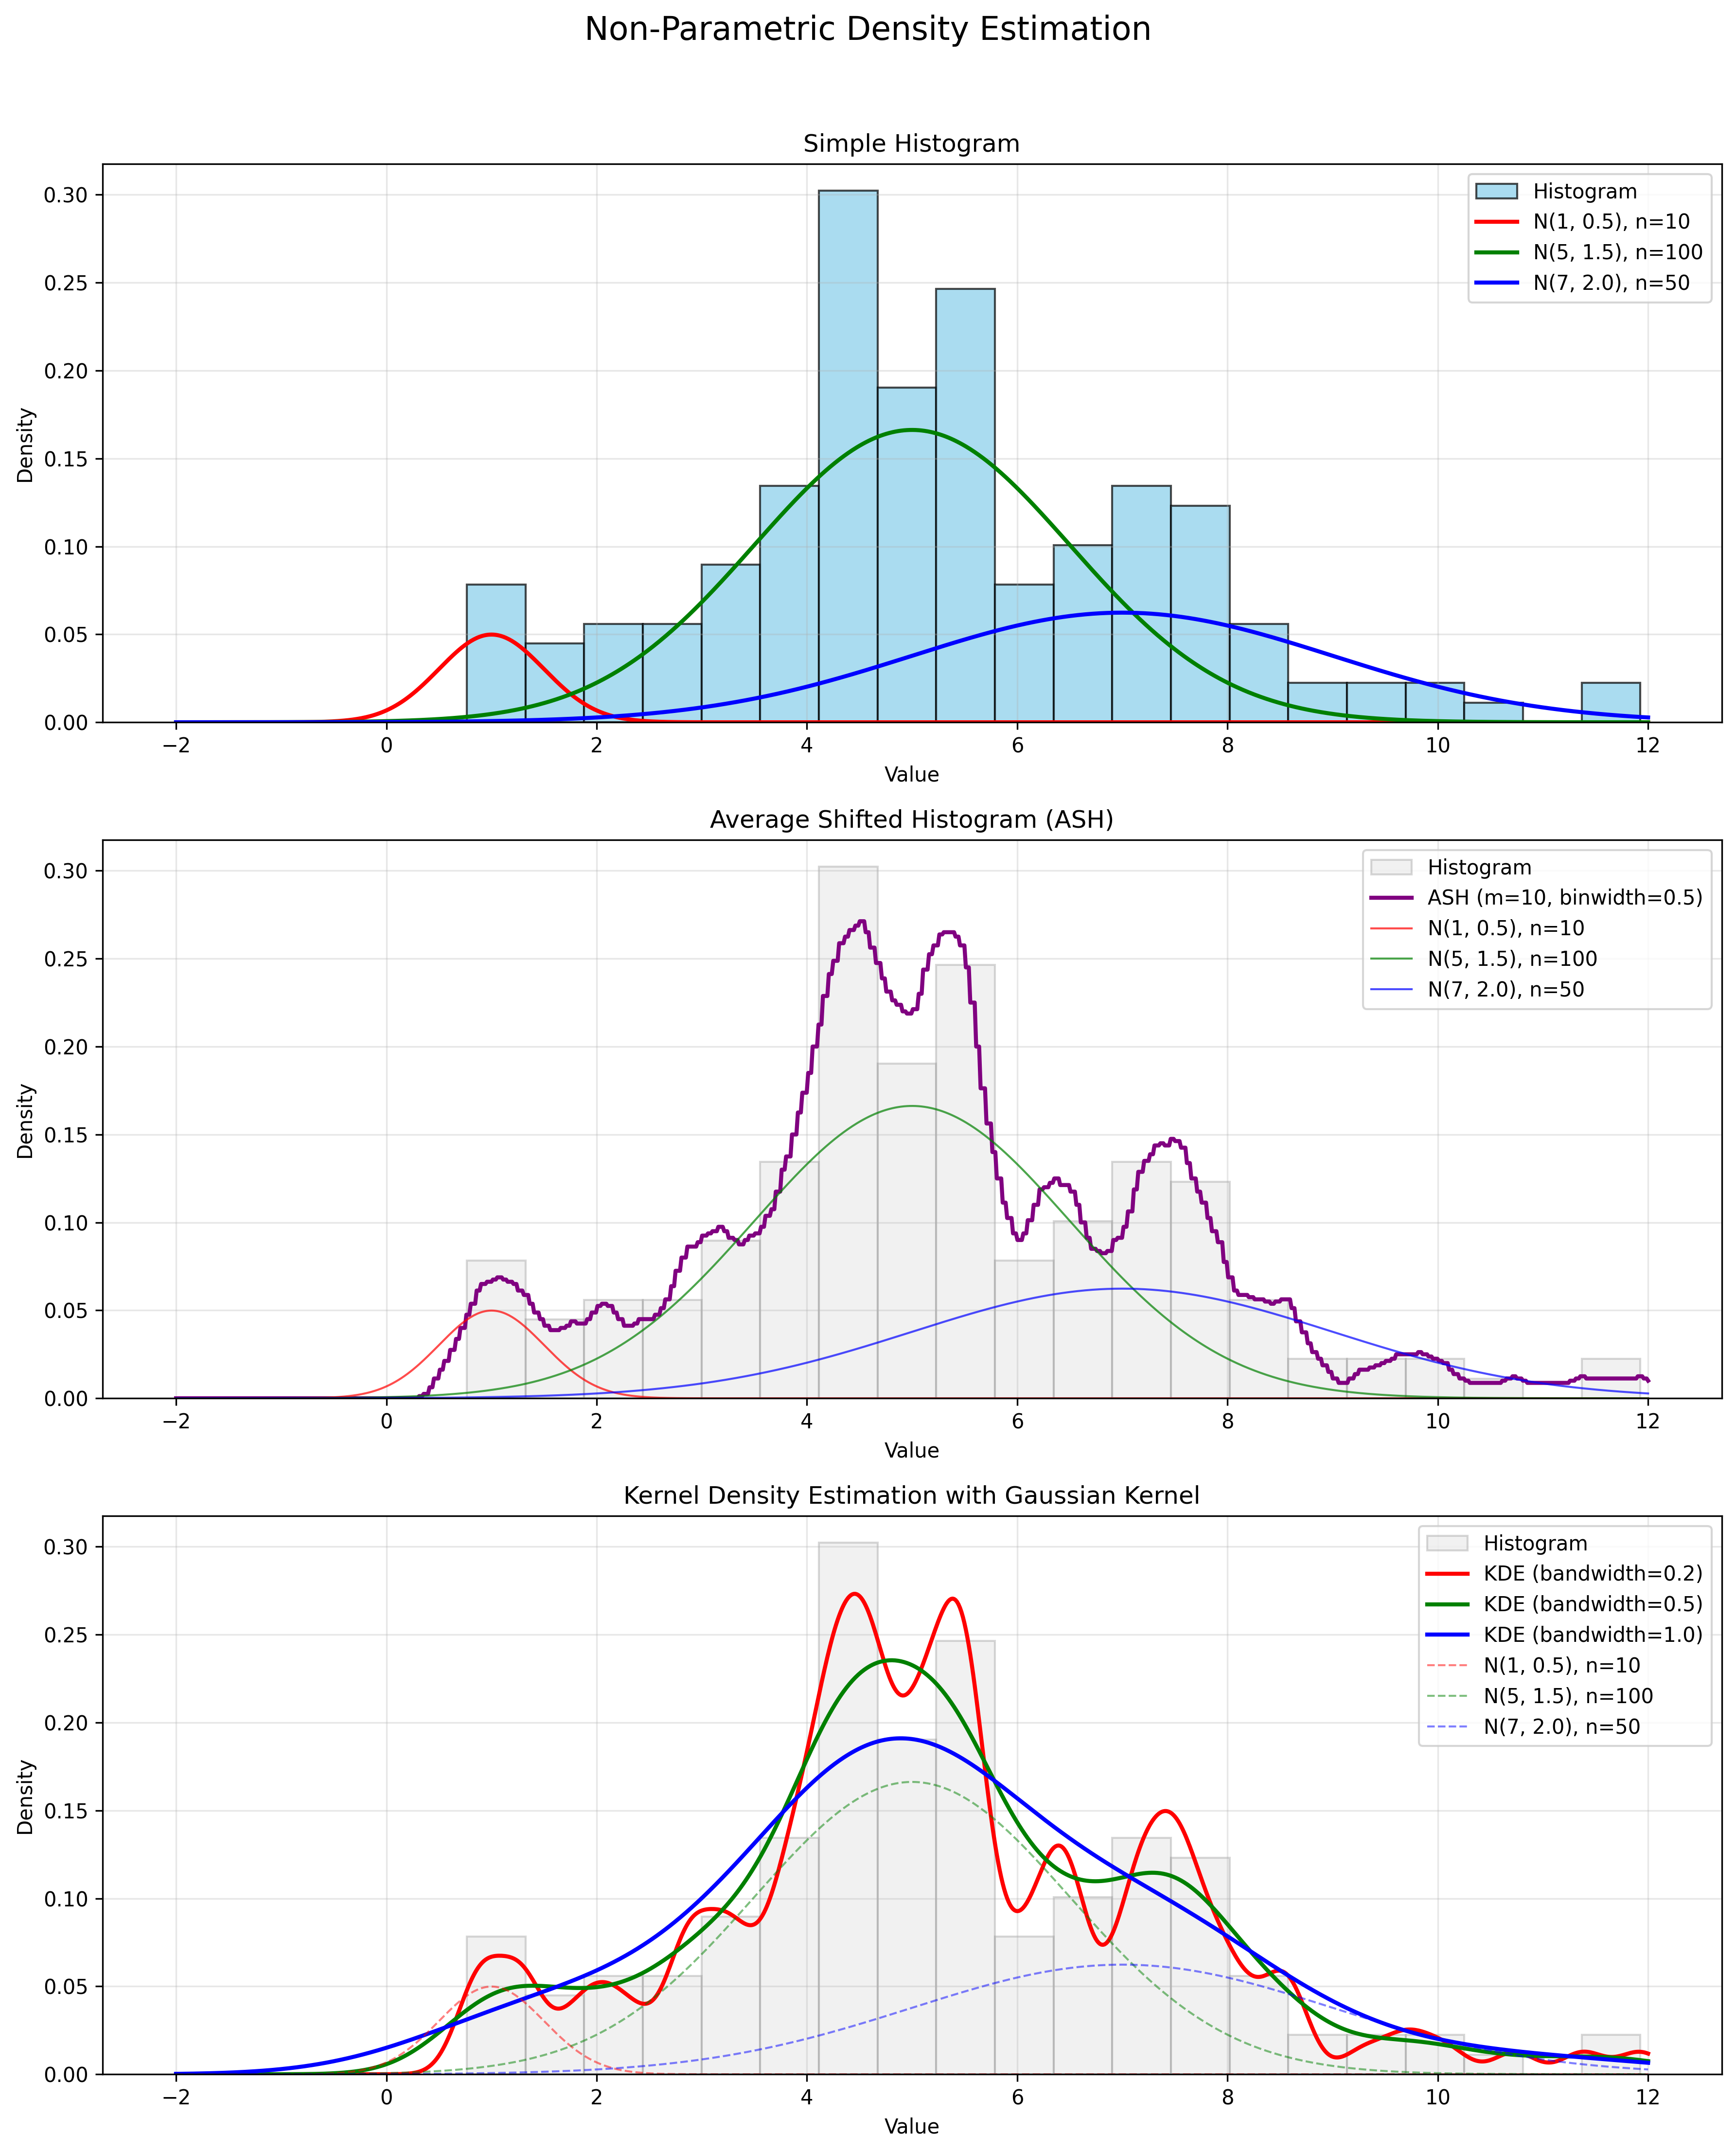 Non-Parametric Density Estimation
Simple Histogram
Density
0.30
0.25
0.20
0.15
0.10
0.05
0.00
Histogram
N(1, 0.5), n=10
N(5, 1.5), n=100
N(7, 2.0), n=50
−2 0 2 4 6 8 10 12
Value
Average Shifted Histogram (ASH)
Density
0.30
0.25
0.20
0.15
0.10
0.05
0.00
Histogram
ASH (m=10, binwidth=0.5)
N(1, 0.5), n=10
N(5, 1.5), n=100
N(7, 2.0), n=50
−2 0 2 4 6 8 10 12
Value
Kernel Density Estimation with Gaussian Kernel
Density
0.30
0.25
0.20
0.15
0.10
0.05
0.00
Histogram
KDE (bandwidth=0.2)
KDE (bandwidth=0.5)
KDE (bandwidth=1.0)
N(1, 0.5), n=10
N(5, 1.5), n=100
N(7, 2.0), n=50
−2 0 2 4 6 8 10 12
Value